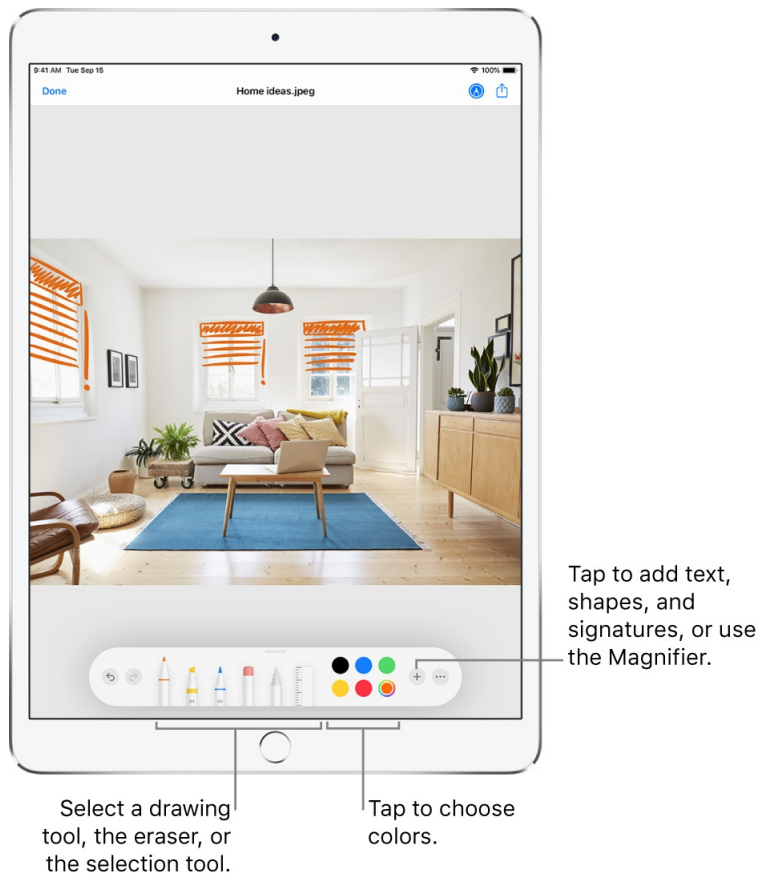 9:41 AM Tue Sep 15
100%
Done
Home ideas.jpeg
Tap to add text,
shapes, and
signatures, or use
the Magnifier.
Select a drawing
tool, the eraser, or
the selection tool.
Tap to choose
colors.